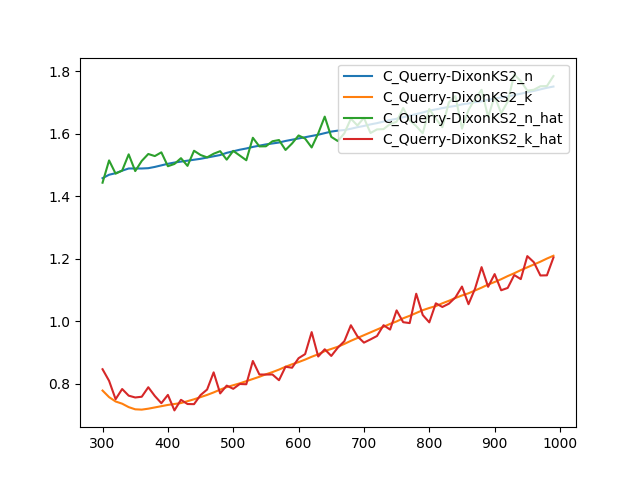 1.8
1.6
1.4
1.2
1.0
0.8
C_Querry-DixonKS2_n
C_Querry-DixonKS2_k
C_Querry-DixonKS2_n_hat
C_Querry-DixonKS2_k_hat
300 400 500 600 700 800 900 1000